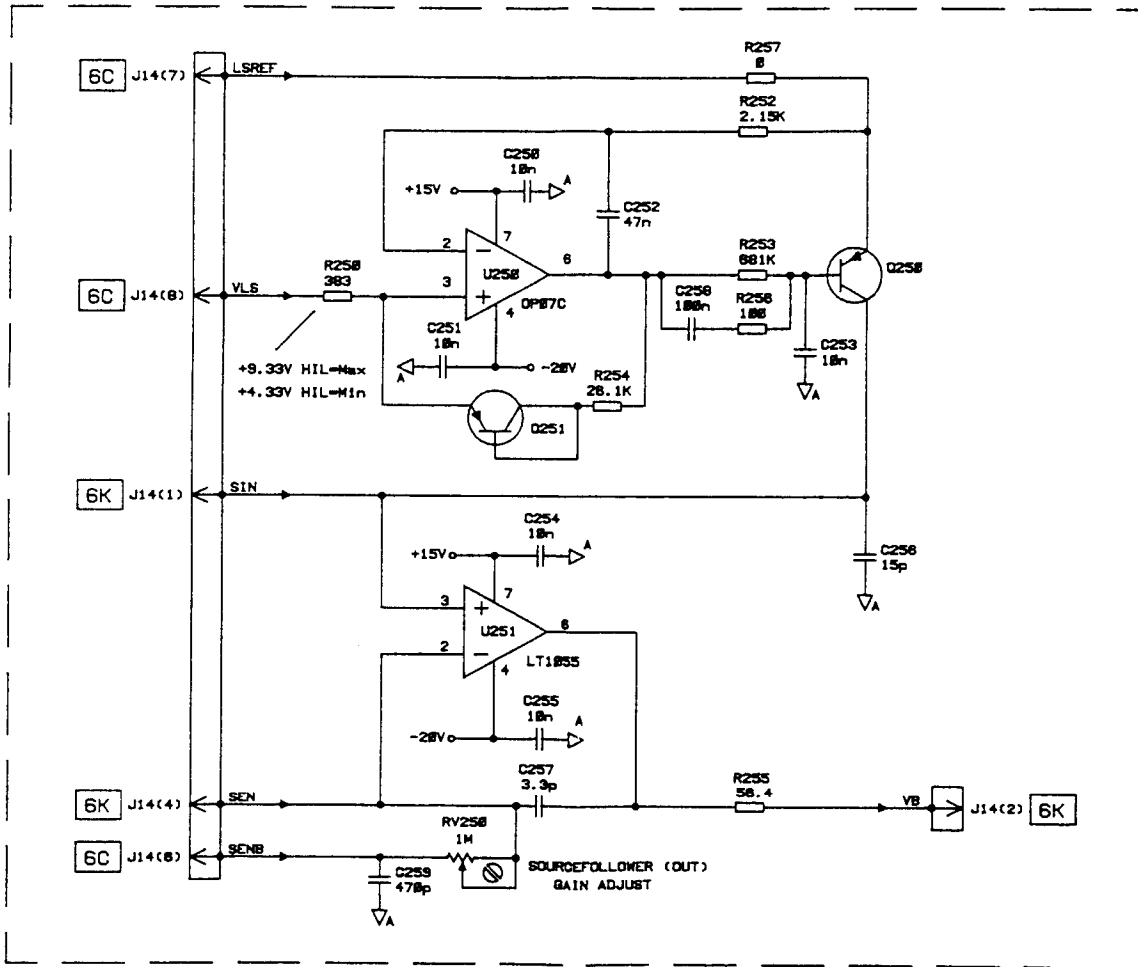 6C J14(7) LSREF
R257
0
R252
2.15K
C250
10n
A
+15V
C252
47n
7
2
R250
383
U250
6
R253
681K
Q250
6C J14(8) VLS
3
OP07C
C258
100n
R256
100
4
C251
10n
C253
10n
A
-20V
+9.33V HIL=Max
+4.33V HIL=Min
R254
26.1K
A
Q251
6K J14(1) SIN
C254
10n
A
+15V
C256
15p
7
3
6
A
U251
2
LT1055
4
C255
10n
A
-20V
C257
3.3p
R255
56.4
6K J14(4) SEN
VB
J14(2) 6K
RV250
1M
6C J14(6) SENB
C259
470p
SOURCEFOLLOWER (OUT)
GAIN ADJUST
A